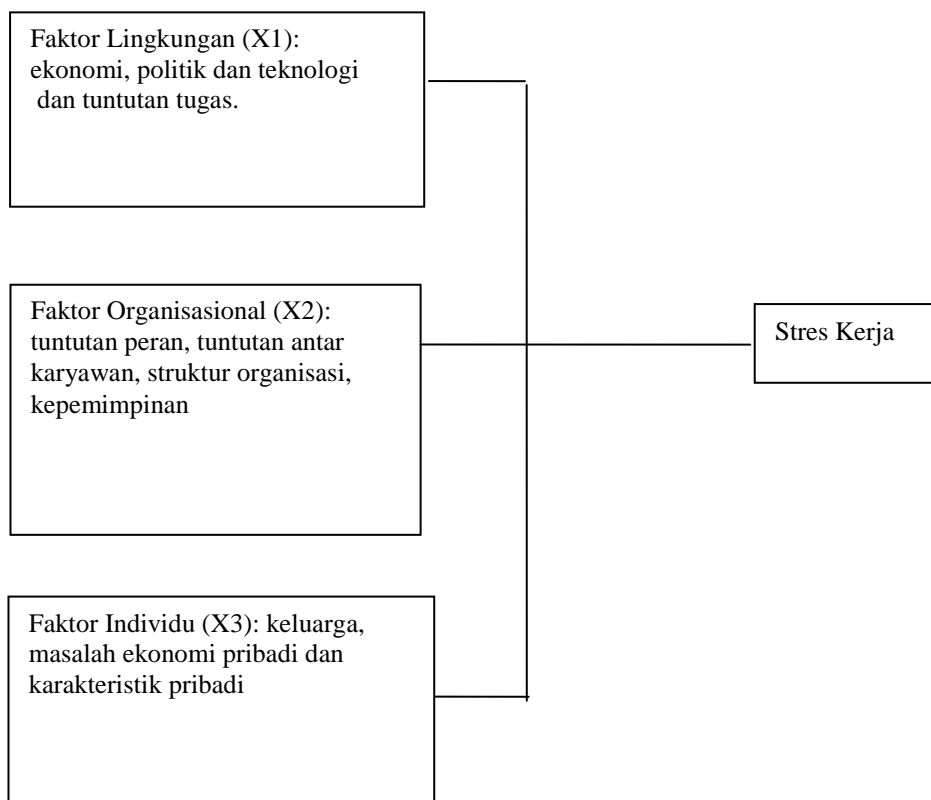 Faktor Lingkungan (X1):
ekonomi, politik dan teknologi
dan tuntutan tugas.
Faktor Organisasional (X2):
tuntutan peran, tuntutan antar
karyawan, struktur organisasi,
kepemimpinan
Stres Kerja
Faktor Individu (X3): keluarga,
masalah ekonomi pribadi dan
karakteristik pribadi